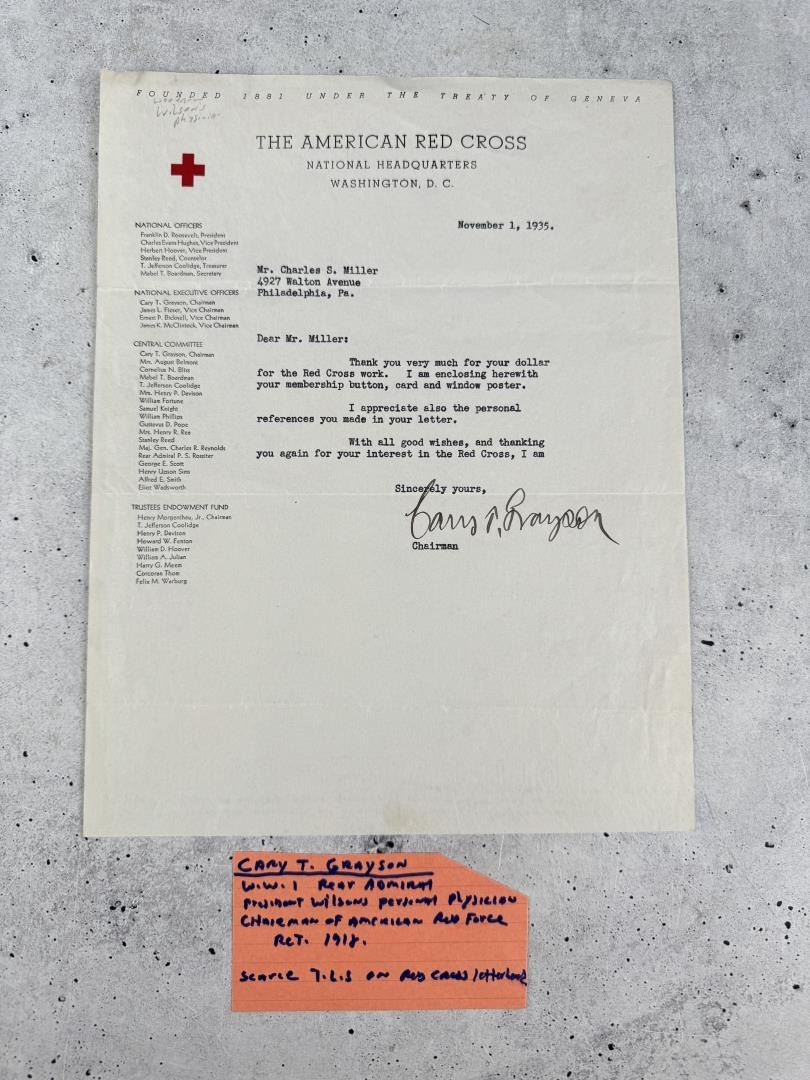 FOUNDED 1881 UNDER THE TREATY OF GENEVA
Wilson's
physician
THE AMERICAN RED CROSS
NATIONAL HEADQUARTERS
WASHINGTON, D. C.
November 1, 1935.
NATIONAL OFFICERS
Franklin D. Roosevelt, President
Charles Evans Hughes, Vice President
Herbert Hoover, Vice President
Stanley Reed, Counselor
T. Jefferson Coolidge, Treasurer
Mabel T. Boardman, Secretary
NATIONAL EXECUTIVE OFFICERS
Cary T. Grayson, Chairman
James L. Fieser, Vice Chairman
Ernest P. Bicknell, Vice Chairman
James K. McClintock, Vice Chairman
CENTRAL COMMITTEE
Cary T. Grayson, Chairman
Mrs. August Belmont
Cornelius N. Bliss
Mabel T. Boardman
T. Jefferson Coolidge
Mrs. Henry P. Davison
William Fortune
Samuel Knight
William Phillips
Gustavus D. Pope
Mrs. Henry R. Rea
Stanley Reed
Maj. Gen. Charles R. Reynolds
Rear Admiral P. S. Rossiter
George E. Scott
Henry Upson Sims
Alfred E. Smith
Eliot Wadsworth
TRUSTEES ENDOWMENT FUND
Henry Morgenthau, Jr., Chairman
T. Jefferson Coolidge
Henry P. Davison
Howard W. Fenton
William D. Hoover
William A. Julian
Harry G. Meem
Corcoran Thom
Felix M. Warburg
Mr. Charles S. Miller
4927 Walton Avenue
Philadelphia, Pa.
Dear Mr. Miller:
Thank you very much for your dollar
for the Red Cross work. I am enclosing herewith
your membership button, card and window poster.
I appreciate also the personal
references you made in your letter.
With all good wishes, and thanking
you again for your interest in the Red Cross, I am
Sincerely yours,
Cary T. Grayson
Chairman
CARY T. GRAYSON
W.W. 1 REAR ADMIRAL
President Wilsons personal Physician
CHAIRMAN OF AMERICAN Red Force
RET. 1918.
SCARCE T.L.S on Red Cross letterhead